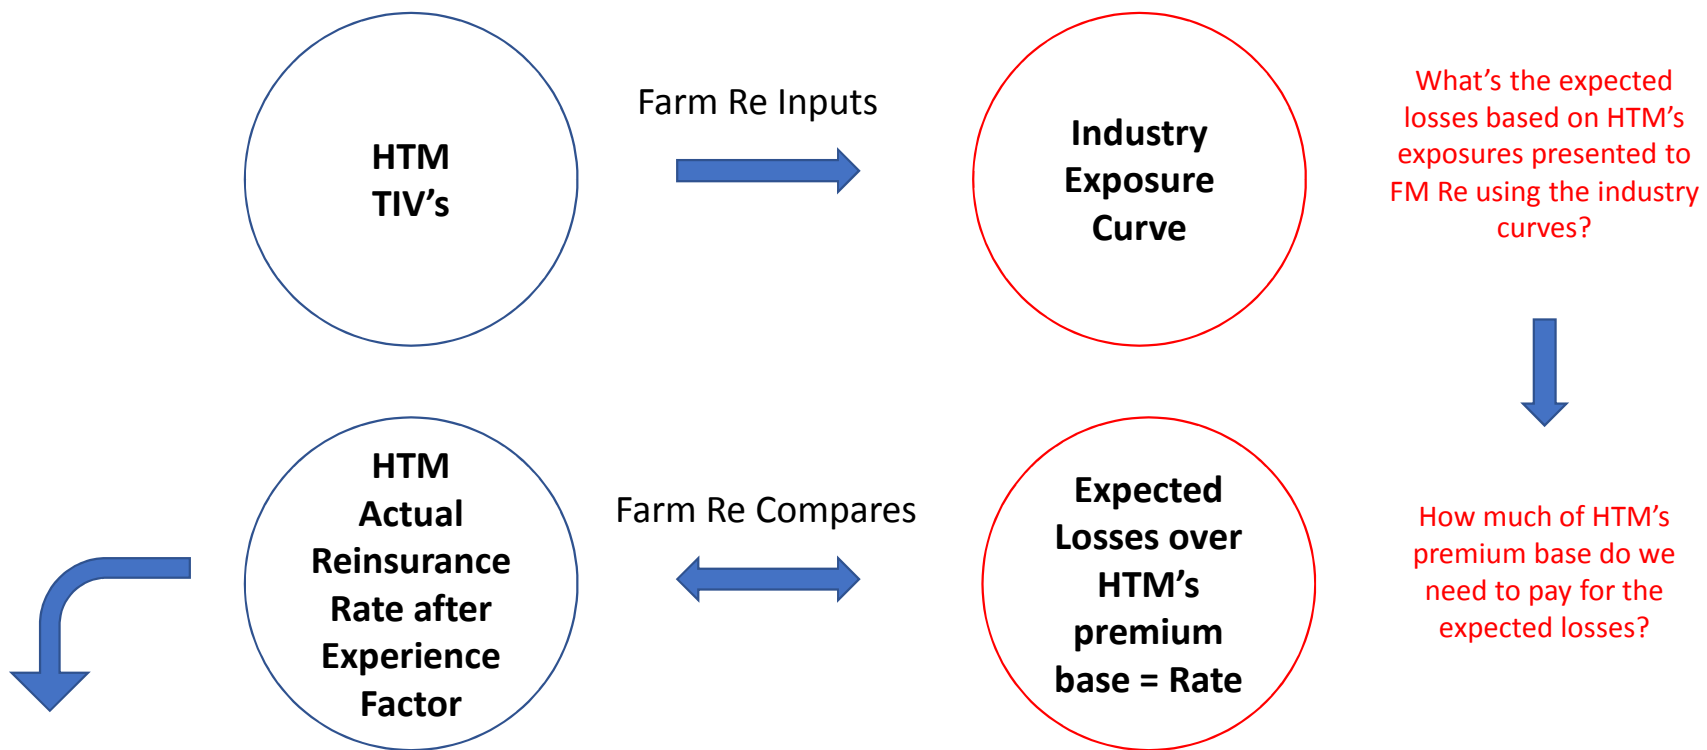 HTM
TIV’s
Farm Re Inputs
Industry
Exposure
Curve
What’s the expected
losses based on HTM’s
exposures presented to
FM Re using the industry
curves?
HTM
Actual
Reinsurance
Rate after
Experience
Factor
Farm Re Compares
Expected
Losses over
HTM’s
premium
base = Rate
How much of HTM’s
premium base do we
need to pay for the
expected losses?